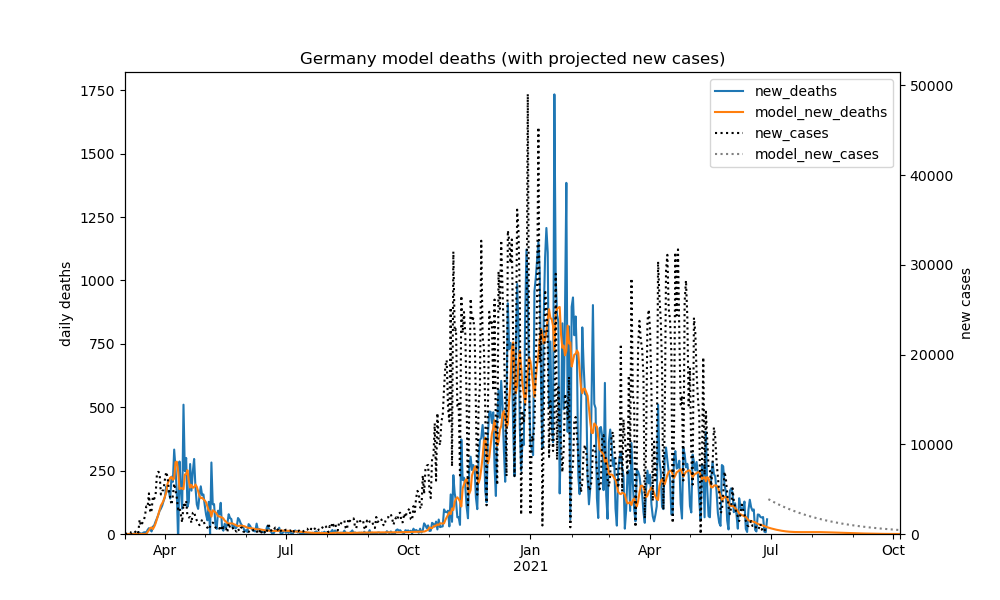 Germany model deaths (with projected new cases)
daily deaths
1750
1500
1250
1000
750
500
250
0
new_deaths
model_new_deaths
new_cases
model_new_cases
50000
40000
30000
20000
10000
0
new cases
Apr Jul Oct Jan Apr Jul Oct
2021